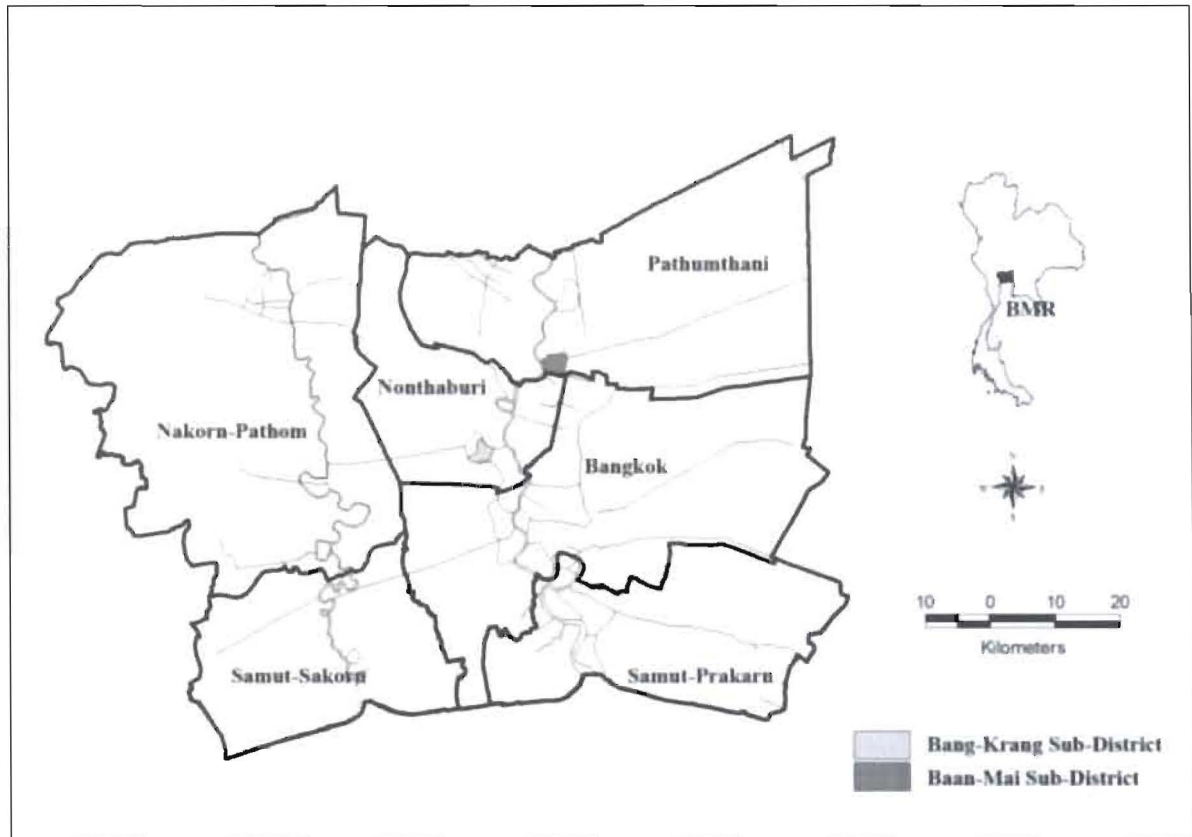 Pathumthani
BMR
Nonthaburi
Nakorn-Pathom
Bangkok
10 0 10 20
Kilometers
Samut-Sakorn
Samut-Prakarn
Bang-Krang Sub-District
Baan-Mai Sub-District